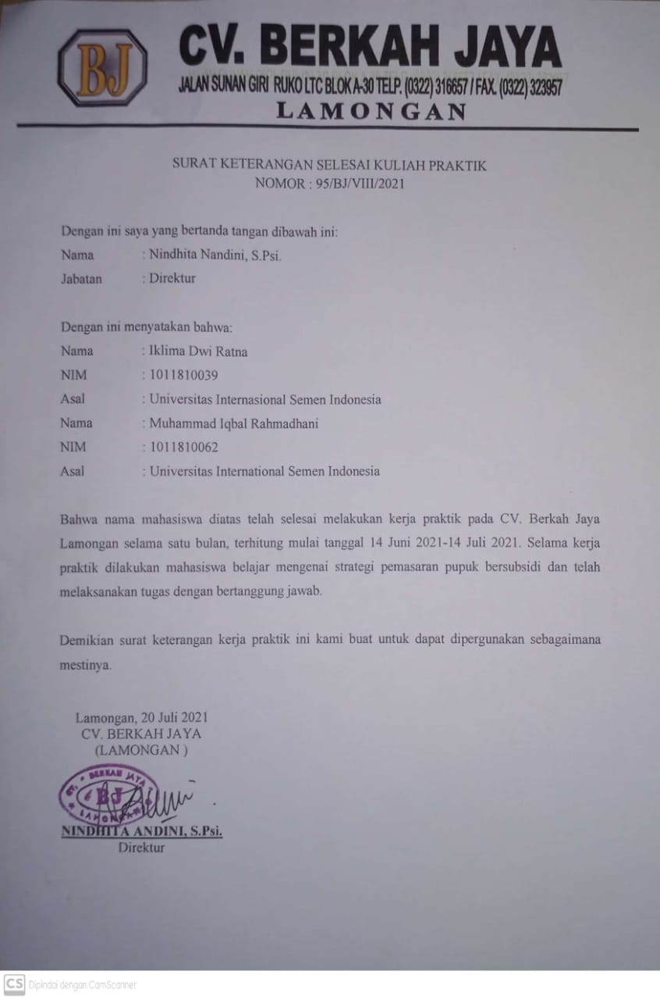 BJ
CV. BERKAH JAYA
JALAN SUNAN GIRI RUKO LTC BLOK A-30 TELP. (0322) 316657 / FAX. (0322) 323957
LAMONGAN
SURAT KETERANGAN SELESAI KULIAH PRAKTIK
NOMOR : 95/BJ/VIII/2021
Dengan ini saya yang bertanda tangan dibawah ini:
Nama : Nindhita Nandini, S.Psi.
Jabatan : Direktur
Dengan ini menyatakan bahwa:
Nama : Iklima Dwi Ratna
NIM : 1011810039
Asal : Universitas Internasional Semen Indonesia
Nama : Muhammad Iqbal Rahmadhani
NIM : 1011810062
Asal : Universitas International Semen Indonesia
Bahwa nama mahasiswa diatas telah selesai melakukan kerja praktik pada CV. Berkah Jaya
Lamongan selama satu bulan, terhitung mulai tanggal 14 Juni 2021-14 Juli 2021. Selama kerja
praktik dilakukan mahasiswa belajar mengenai strategi pemasaran pupuk bersubsidi dan telah
melaksanakan tugas dengan bertanggung jawab.
Demikian surat keterangan kerja praktik ini kami buat untuk dapat dipergunakan sebagaimana
mestinya.
Lamongan, 20 Juli 2021
CV. BERKAH JAYA
(LAMONGAN )
BERKAH JAYA
BJ
LAMONGAN
NINDHITA ANDINI, S.Psi.
Direktur
CS Dipindai dengan CamScanner